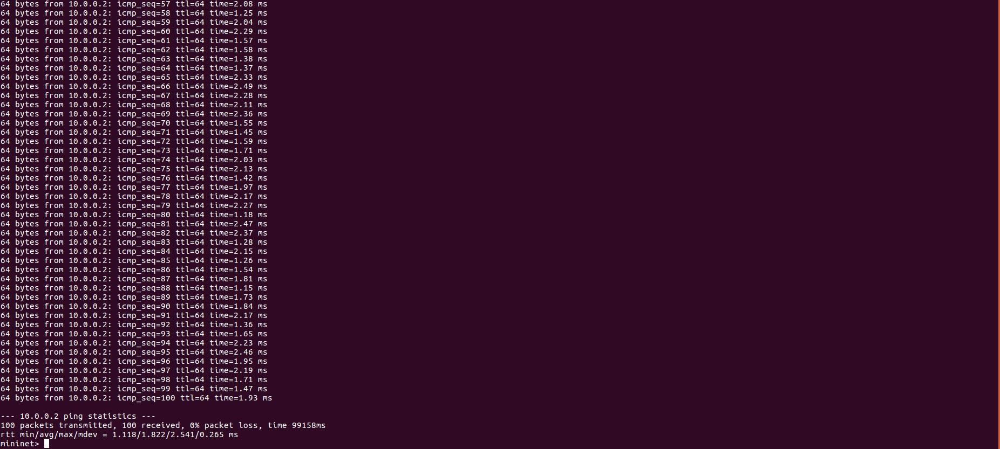 64 bytes from 10.0.0.2: icmp_seq=57 ttl=64 time=2.08 ms
64 bytes from 10.0.0.2: icmp_seq=58 ttl=64 time=1.25 ms
64 bytes from 10.0.0.2: icmp_seq=59 ttl=64 time=2.04 ms
64 bytes from 10.0.0.2: icmp_seq=60 ttl=64 time=2.29 ms
64 bytes from 10.0.0.2: icmp_seq=61 ttl=64 time=1.57 ms
64 bytes from 10.0.0.2: icmp_seq=62 ttl=64 time=1.58 ms
64 bytes from 10.0.0.2: icmp_seq=63 ttl=64 time=1.38 ms
64 bytes from 10.0.0.2: icmp_seq=64 ttl=64 time=1.37 ms
64 bytes from 10.0.0.2: icmp_seq=65 ttl=64 time=2.33 ms
64 bytes from 10.0.0.2: icmp_seq=66 ttl=64 time=2.49 ms
64 bytes from 10.0.0.2: icmp_seq=67 ttl=64 time=2.28 ms
64 bytes from 10.0.0.2: icmp_seq=68 ttl=64 time=2.11 ms
64 bytes from 10.0.0.2: icmp_seq=69 ttl=64 time=2.36 ms
64 bytes from 10.0.0.2: icmp_seq=70 ttl=64 time=1.55 ms
64 bytes from 10.0.0.2: icmp_seq=71 ttl=64 time=1.45 ms
64 bytes from 10.0.0.2: icmp_seq=72 ttl=64 time=1.59 ms
64 bytes from 10.0.0.2: icmp_seq=73 ttl=64 time=1.71 ms
64 bytes from 10.0.0.2: icmp_seq=74 ttl=64 time=2.03 ms
64 bytes from 10.0.0.2: icmp_seq=75 ttl=64 time=2.13 ms
64 bytes from 10.0.0.2: icmp_seq=76 ttl=64 time=1.42 ms
64 bytes from 10.0.0.2: icmp_seq=77 ttl=64 time=1.97 ms
64 bytes from 10.0.0.2: icmp_seq=78 ttl=64 time=2.17 ms
64 bytes from 10.0.0.2: icmp_seq=79 ttl=64 time=2.27 ms
64 bytes from 10.0.0.2: icmp_seq=80 ttl=64 time=1.18 ms
64 bytes from 10.0.0.2: icmp_seq=81 ttl=64 time=2.47 ms
64 bytes from 10.0.0.2: icmp_seq=82 ttl=64 time=2.37 ms
64 bytes from 10.0.0.2: icmp_seq=83 ttl=64 time=1.28 ms
64 bytes from 10.0.0.2: icmp_seq=84 ttl=64 time=2.15 ms
64 bytes from 10.0.0.2: icmp_seq=85 ttl=64 time=1.26 ms
64 bytes from 10.0.0.2: icmp_seq=86 ttl=64 time=1.54 ms
64 bytes from 10.0.0.2: icmp_seq=87 ttl=64 time=1.81 ms
64 bytes from 10.0.0.2: icmp_seq=88 ttl=64 time=1.15 ms
64 bytes from 10.0.0.2: icmp_seq=89 ttl=64 time=1.73 ms
64 bytes from 10.0.0.2: icmp_seq=90 ttl=64 time=1.84 ms
64 bytes from 10.0.0.2: icmp_seq=91 ttl=64 time=2.17 ms
64 bytes from 10.0.0.2: icmp_seq=92 ttl=64 time=1.36 ms
64 bytes from 10.0.0.2: icmp_seq=93 ttl=64 time=1.65 ms
64 bytes from 10.0.0.2: icmp_seq=94 ttl=64 time=2.23 ms
64 bytes from 10.0.0.2: icmp_seq=95 ttl=64 time=2.46 ms
64 bytes from 10.0.0.2: icmp_seq=96 ttl=64 time=1.95 ms
64 bytes from 10.0.0.2: icmp_seq=97 ttl=64 time=2.19 ms
64 bytes from 10.0.0.2: icmp_seq=98 ttl=64 time=1.71 ms
64 bytes from 10.0.0.2: icmp_seq=99 ttl=64 time=1.47 ms
64 bytes from 10.0.0.2: icmp_seq=100 ttl=64 time=1.93 ms
--- 10.0.0.2 ping statistics ---
100 packets transmitted, 100 received, 0% packet loss, time 99158ms
rtt min/avg/max/mdev = 1.118/1.822/2.541/0.265 ms
mininet>